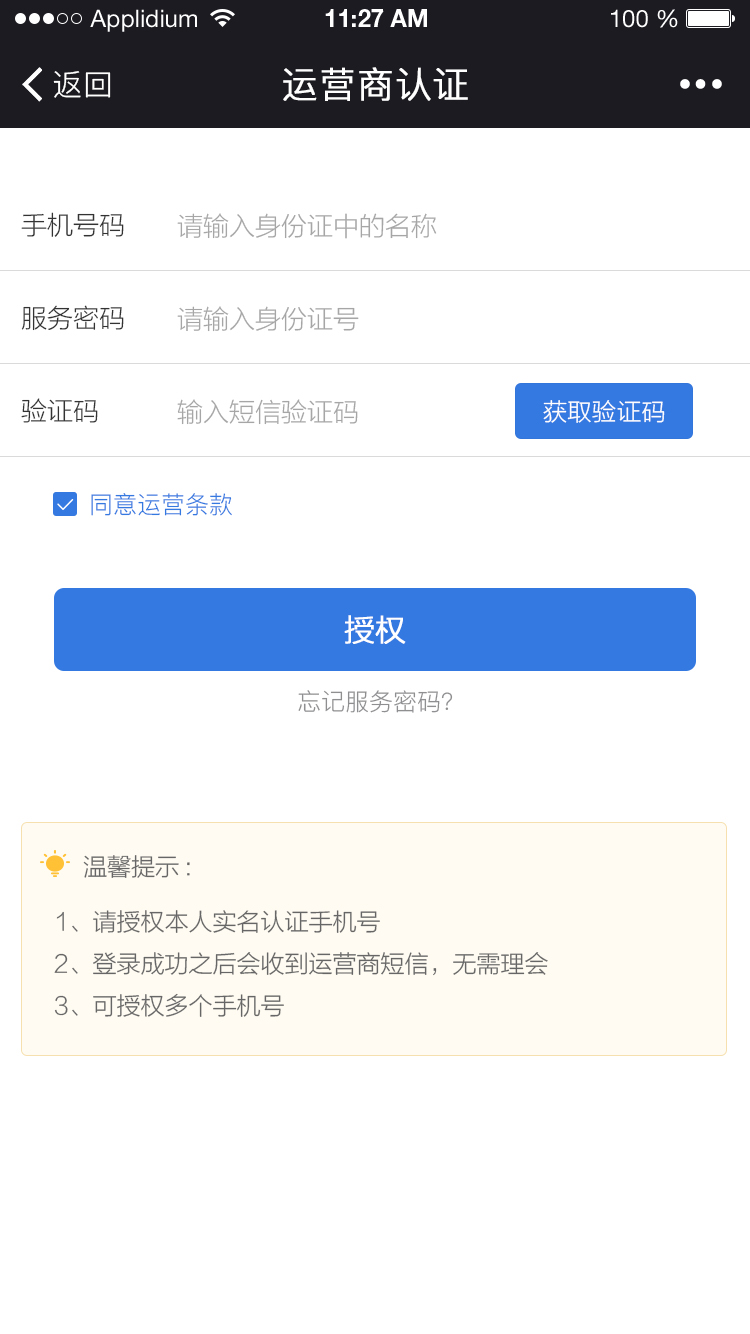 Applidium 11:27 AM 100 %
返回 运营商认证
手机号码 请输入身份证中的名称
服务密码 请输入身份证号
验证码 输入短信验证码 获取验证码
同意运营条款
授权
忘记服务密码?
温馨提示 :
1、请授权本人实名认证手机号
2、登录成功之后会收到运营商短信，无需理会
3、可授权多个手机号